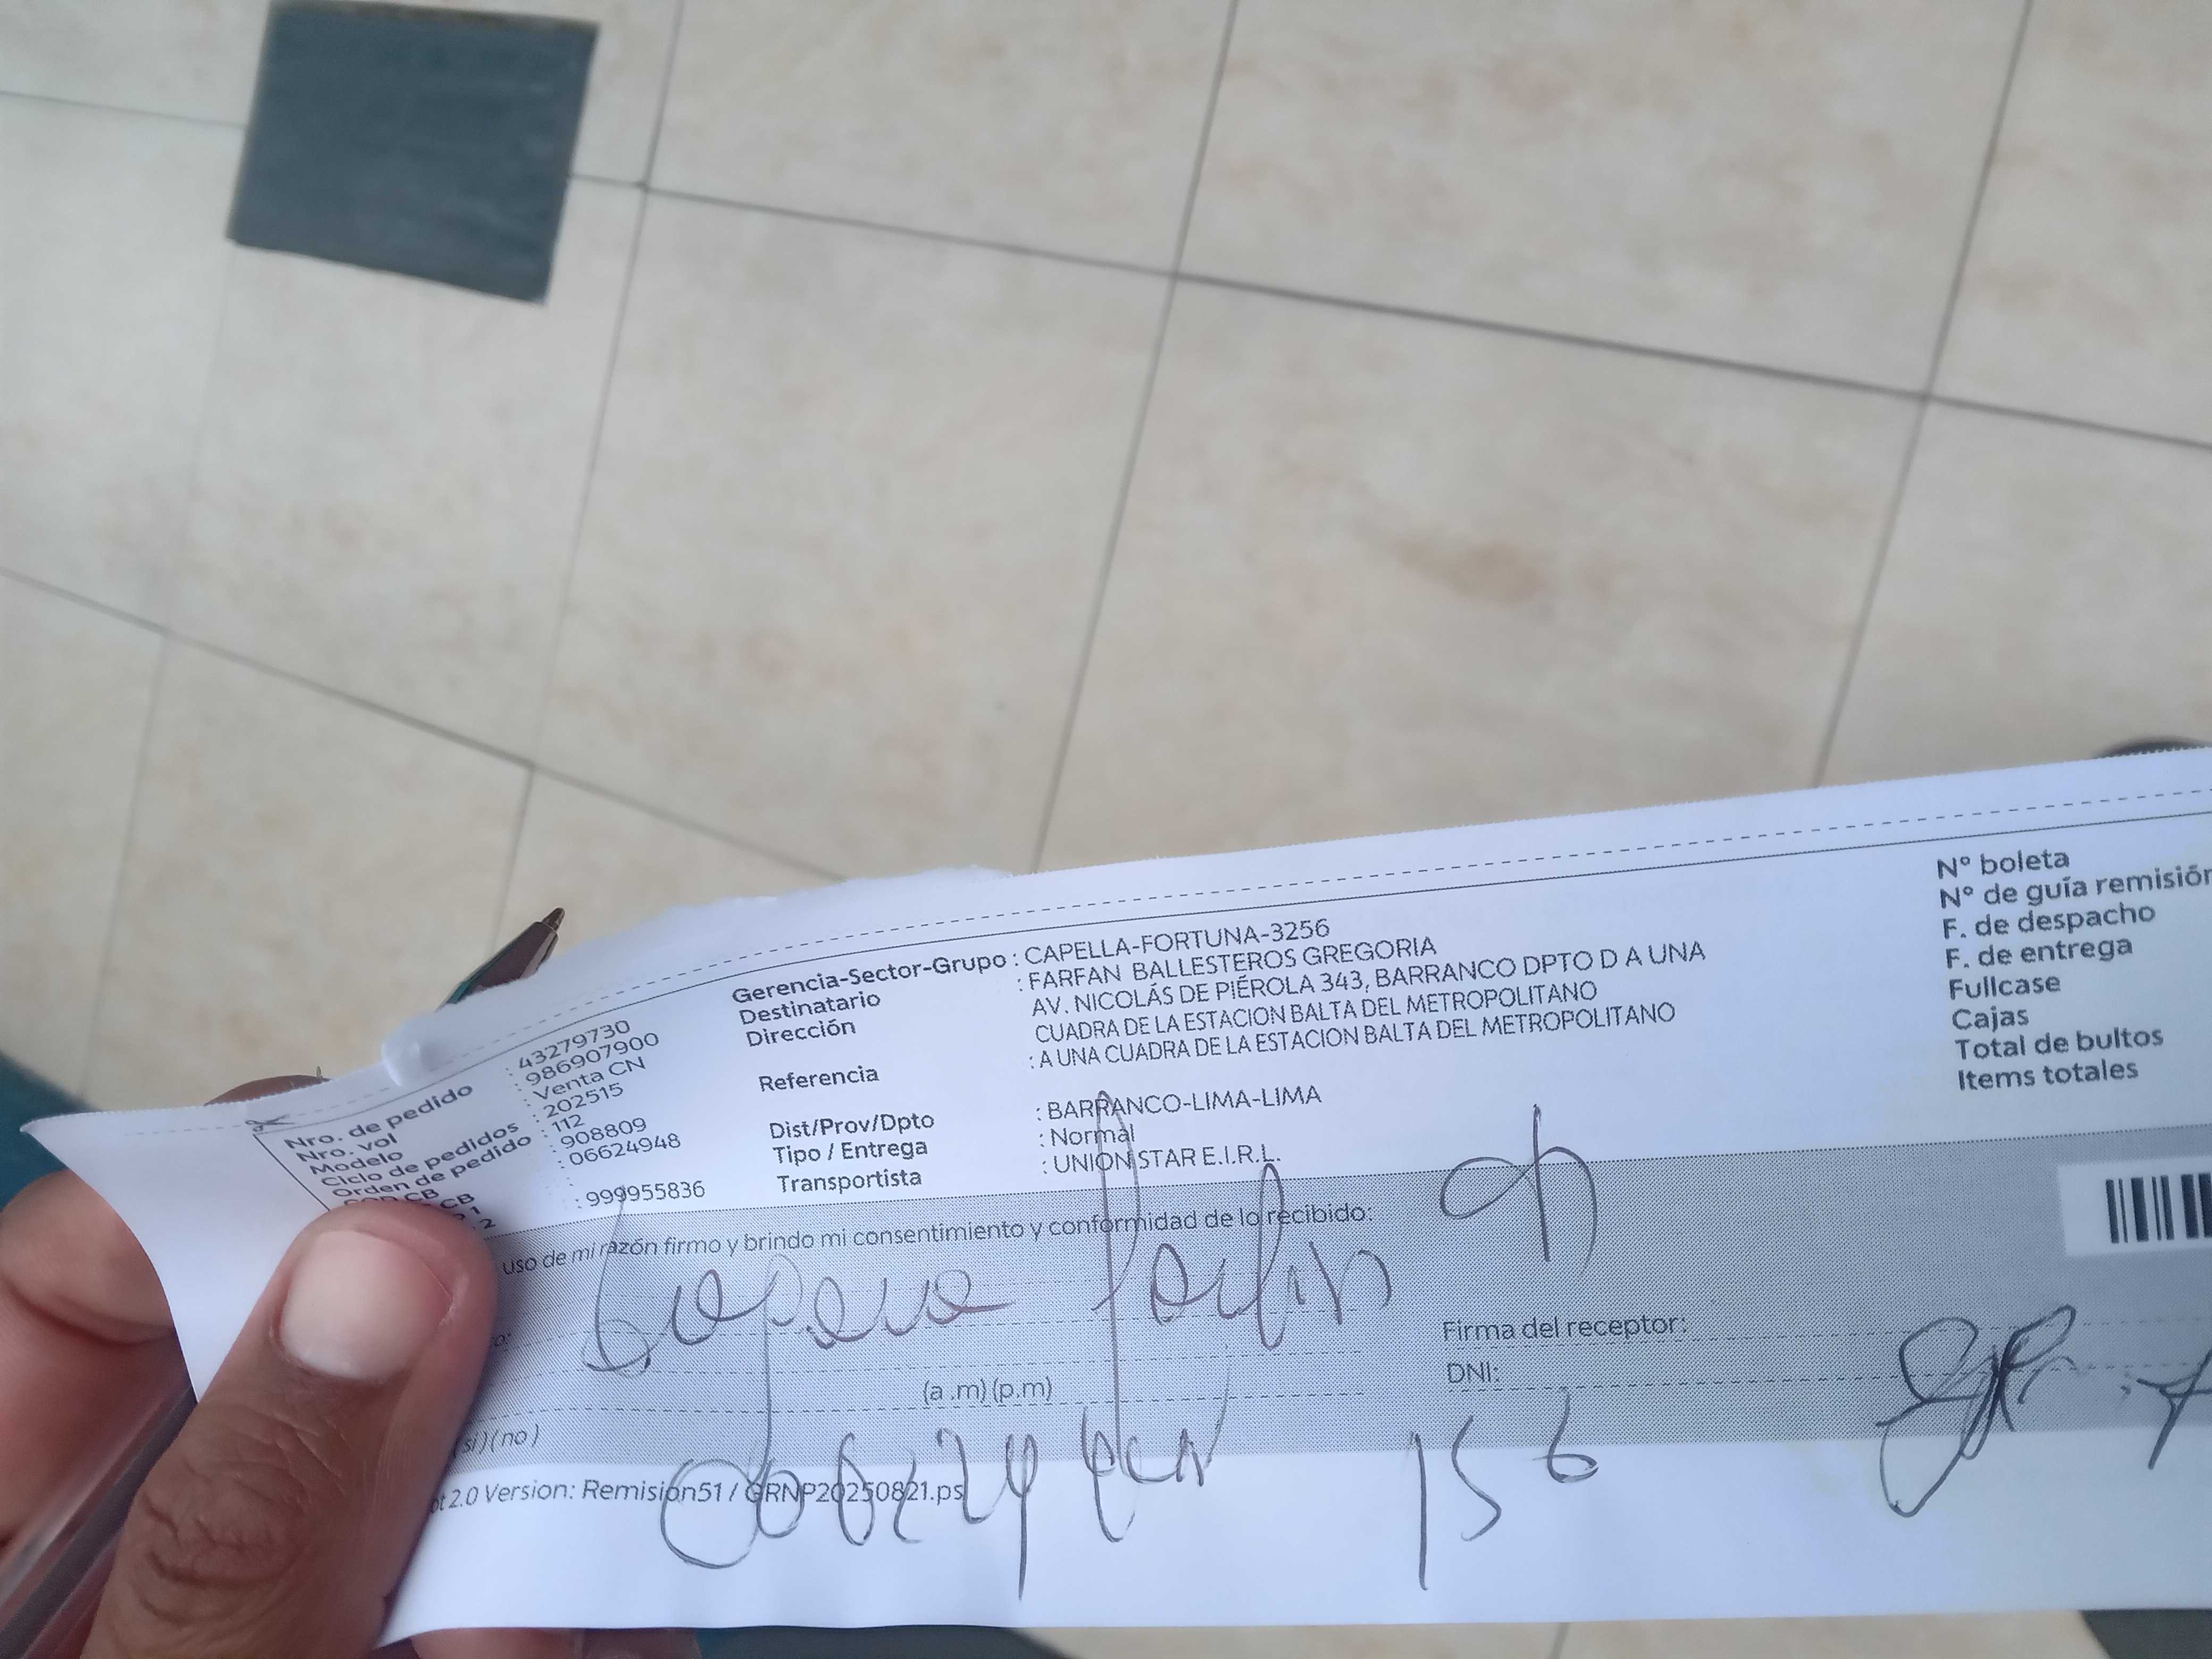 Nro. de pedido : 43279730
Nro. vol : 986907900
Modelo : Venta CN
Ciclo de pedidos : 202515
Orden de pedido : 112
CB : 908809
CB : 06624948
1 :
2 : 999955836
Gerencia-Sector-Grupo : CAPELLA-FORTUNA-3256
Destinatario : FARFAN BALLESTEROS GREGORIA
Dirección AV. NICOLÁS DE PIÉROLA 343, BARRANCO DPTO D A UNA
CUADRA DE LA ESTACION BALTA DEL METROPOLITANO
Referencia : A UNA CUADRA DE LA ESTACION BALTA DEL METROPOLITANO
Dist/Prov/Dpto : BARRANCO-LIMA-LIMA
Tipo / Entrega : Normal
Transportista : UNION STAR E.I.R.L.
Nº boleta
Nº de guía remisión
F. de despacho
F. de entrega
Fullcase
Cajas
Total de bultos
Items totales
uso de mi razón firmo y brindo mi consentimiento y conformidad de lo recibido:
Firma del receptor:
DNI:
(a .m) (p.m)
(si) (no)
2.0 Version: Remisión51 / GRNP20250821.ps